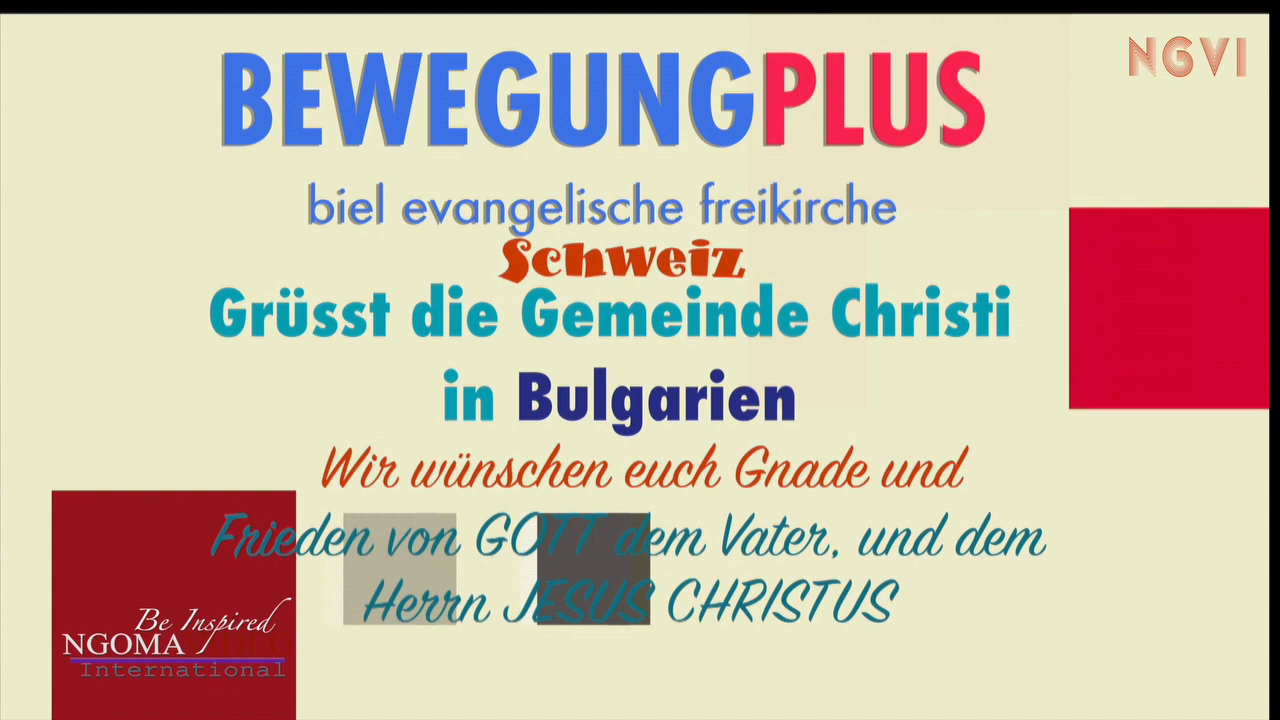 NGVI
BEWEGUNGPLUS
biel evangelische freikirche
Schweiz
Grüsst die Gemeinde Christi
in Bulgarien
Wir wünschen euch Gnade und
Frieden von GOTT dem Vater, und dem
Herrn JESUS CHRISTUS
Be Inspired
NGOMA
International